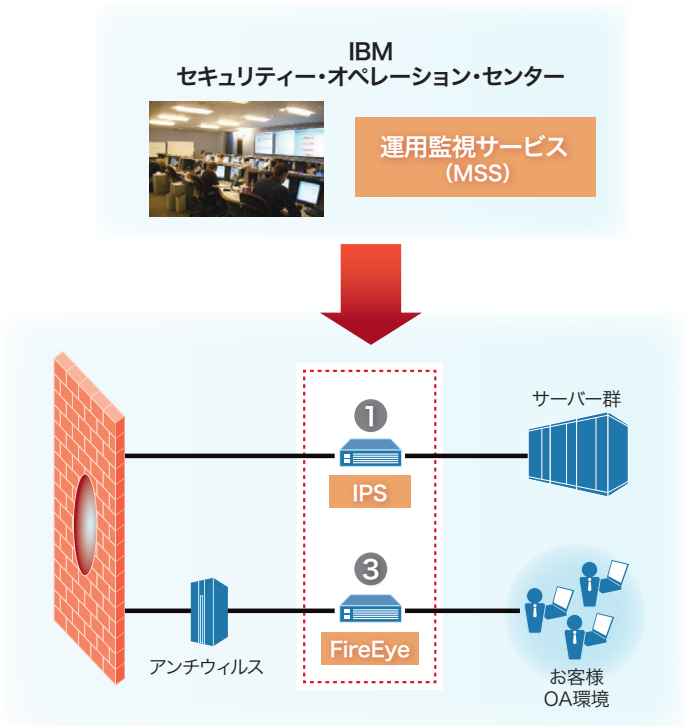 IBM
セキュリティー・オペレーション・センター
運用監視サービス
(MSS)
1
サーバー群
IPS
3
アンチウィルス
FireEye
お客様
OA環境